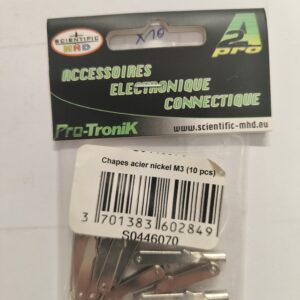 SCIENTIFIC
MHD
X10
A2
pro
ACCESSOIRES
ELECTRONIQUE
CONNECTIQUE
Pro-TroniK
www.scientific-mhd.eu
Chapes acier nickel M3 (10 pcs)
3 701383 602849
S0446070